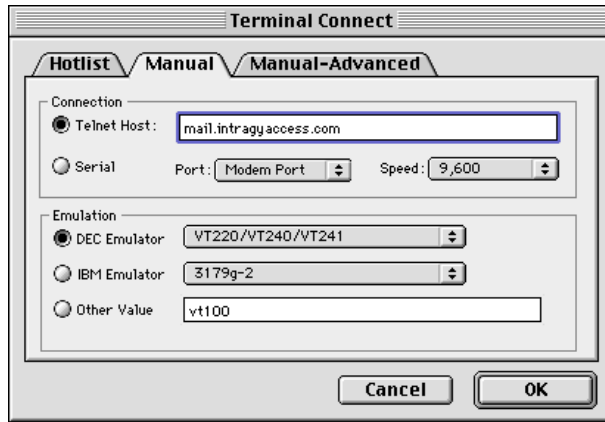 Terminal Connect
Hotlist Manual Manual-Advanced
Connection
Telnet Host: mail.intragyaccess.com
Serial Port: Modem Port Speed: 9,600
Emulation
DEC Emulator VT220/VT240/VT241
IBM Emulator 3179g-2
Other Value vt100
Cancel OK